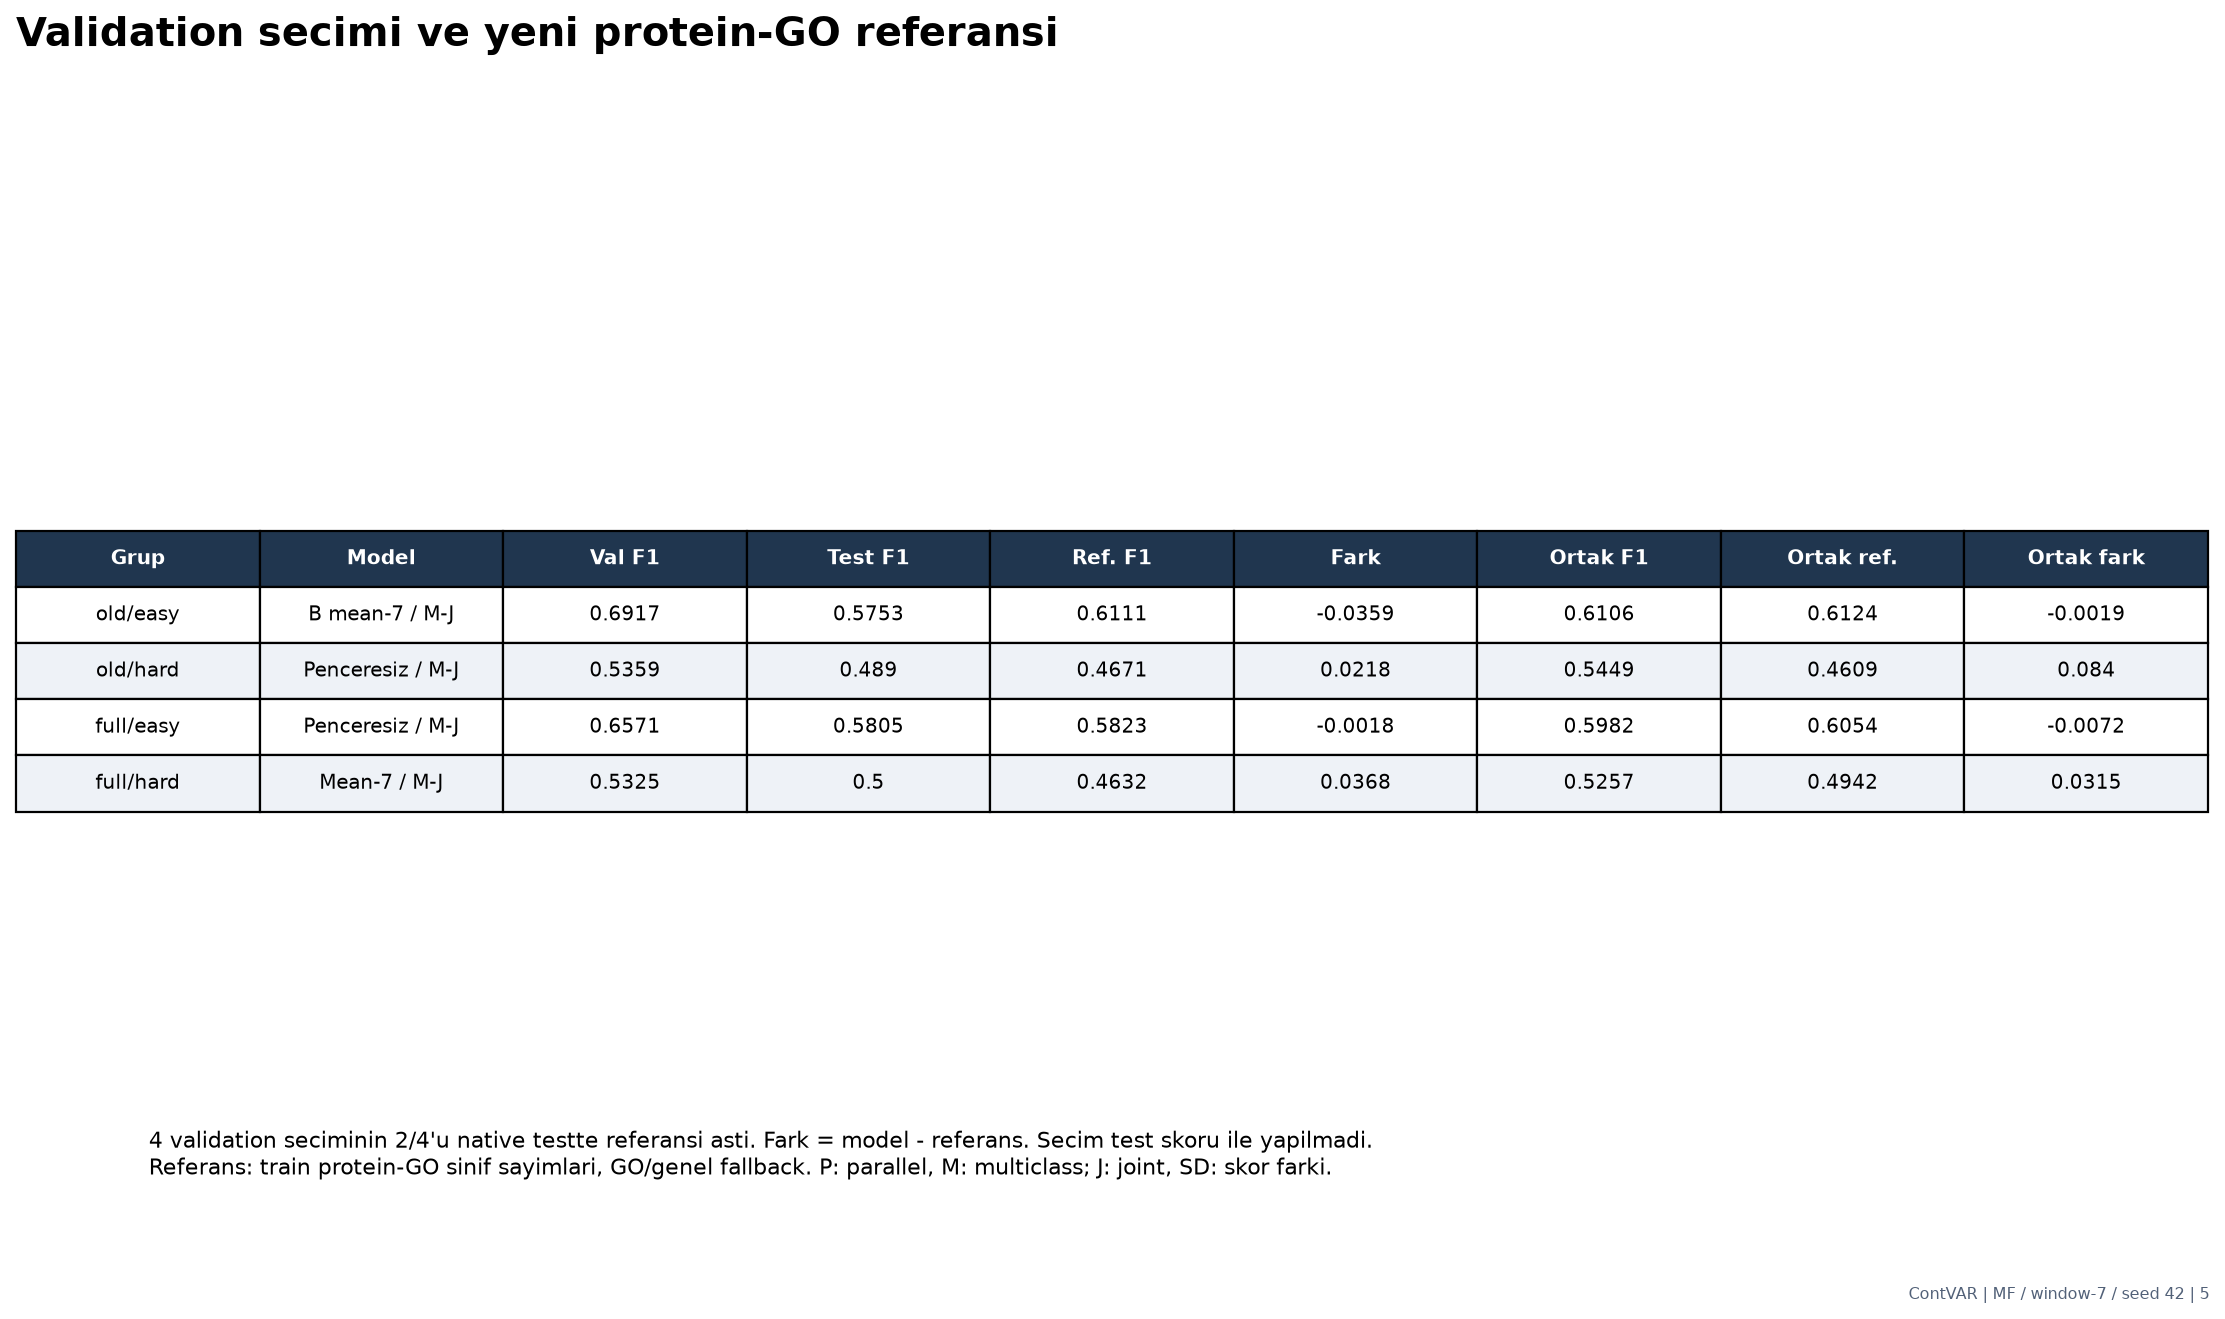 Validation secimi ve yeni protein-GO referansi
Grup Model Val F1 Test F1 Ref. F1 Fark Ortak F1 Ortak ref. Ortak fark
old/easy B mean-7 / M-J 0.6917 0.5753 0.6111 -0.0359 0.6106 0.6124 -0.0019
old/hard Penceresiz / M-J 0.5359 0.489 0.4671 0.0218 0.5449 0.4609 0.084
full/easy Penceresiz / M-J 0.6571 0.5805 0.5823 -0.0018 0.5982 0.6054 -0.0072
full/hard Mean-7 / M-J 0.5325 0.5 0.4632 0.0368 0.5257 0.4942 0.0315
4 validation seciminin 2/4'u native testte referansi asti. Fark = model - referans. Secim test skoru ile yapilmadi.
Referans: train protein-GO sinif sayimlari, GO/genel fallback. P: parallel, M: multiclass; J: joint, SD: skor farki.
ContVAR | MF / window-7 / seed 42 | 5